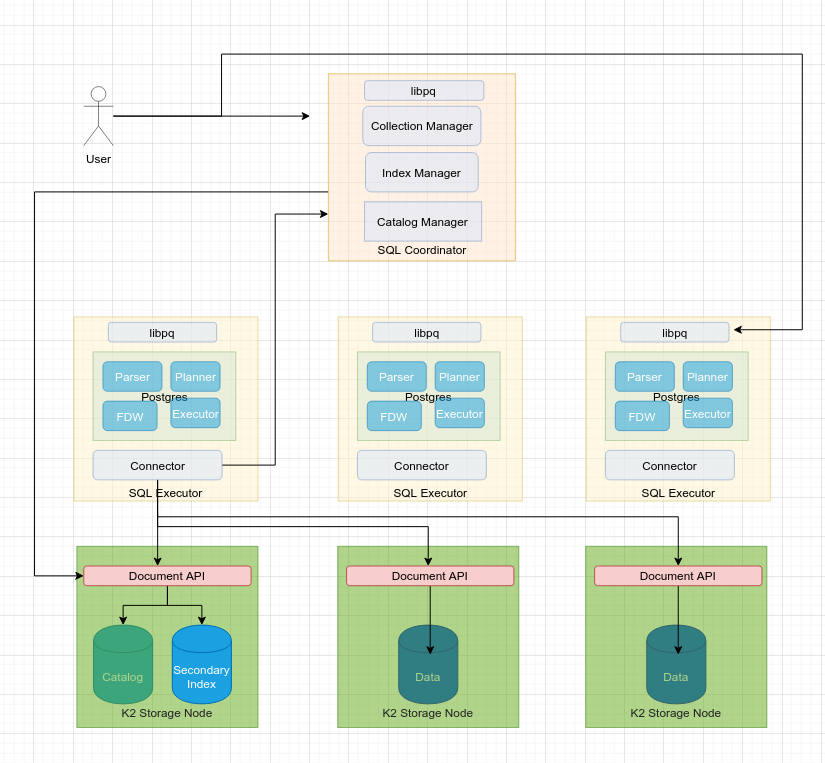 libpq
Collection Manager
User
Index Manager
Catalog Manager
SQL Coordinator
libpq
Parser
Planner
Postgres
FDW
Executor
Connector
SQL Executor
libpq
Parser
Planner
Postgres
FDW
Executor
Connector
SQL Executor
libpq
Parser
Planner
Postgres
FDW
Executor
Connector
SQL Executor
Document API
Catalog
Secondary
Index
K2 Storage Node
Document API
Data
K2 Storage Node
Document API
Data
K2 Storage Node